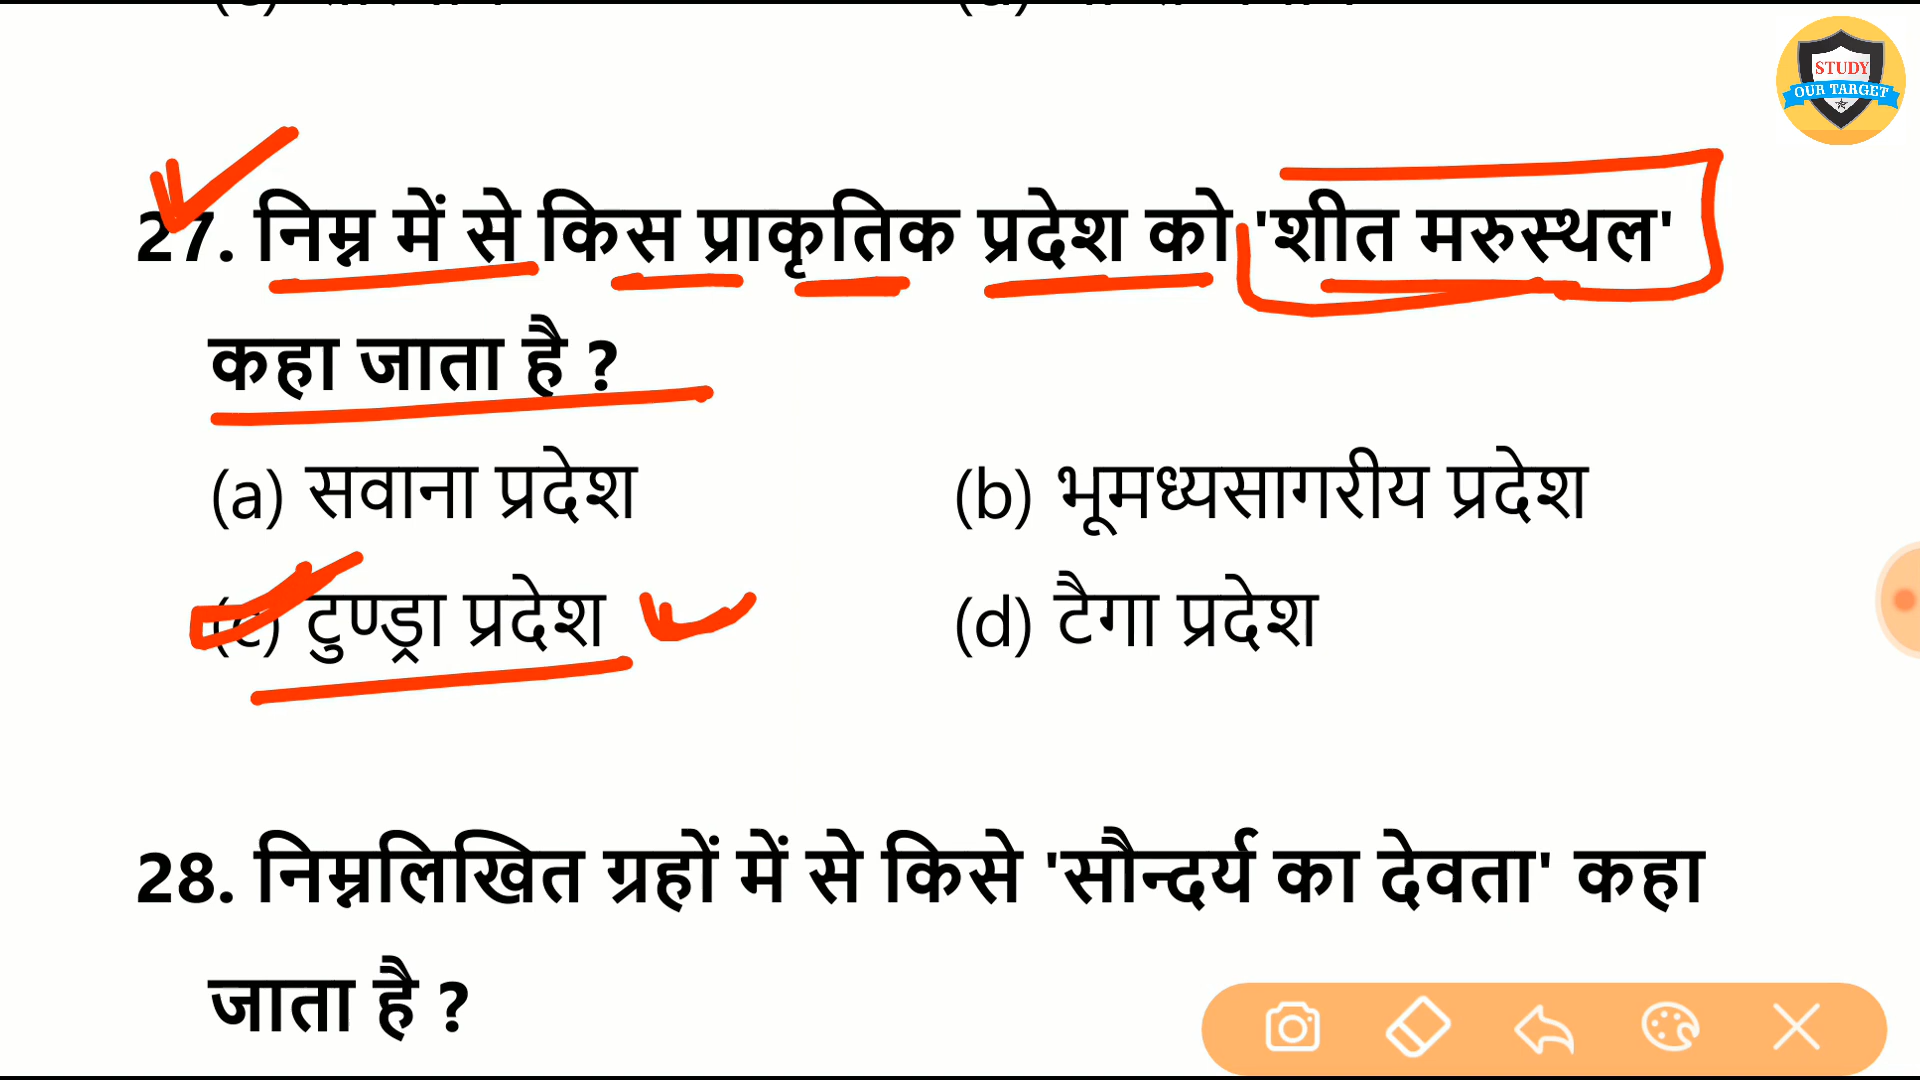 STUDY
OUR TARGET
27. निम्न में से किस प्राकृतिक प्रदेश को 'शीत मरुस्थल'
कहा जाता है ?
(a) सवाना प्रदेश (b) भूमध्यसागरीय प्रदेश
(c) टुण्ड्रा प्रदेश (d) टैगा प्रदेश
28. निम्नलिखित ग्रहों में से किसे 'सौन्दर्य का देवता' कहा
जाता है ?